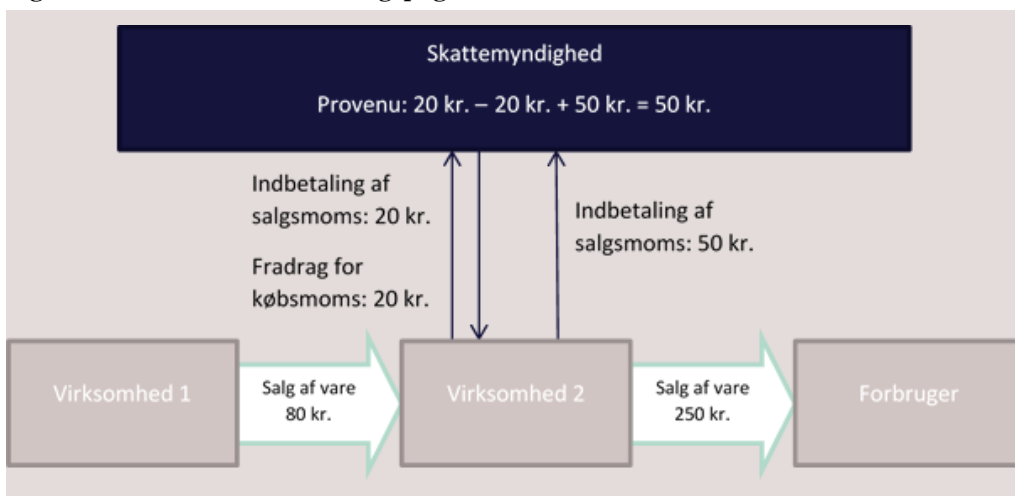 Skattemyndighed
Provenu: 20 kr. – 20 kr. + 50 kr. = 50 kr.
Indbetaling af
salgsmoms: 20 kr.
Fradrag for
købsmoms: 20 kr.
Indbetaling af
salgsmoms: 50 kr.
Virksomhed 1
Salg af vare
80 kr.
Virksomhed 2
Salg af vare
250 kr.
Forbruger